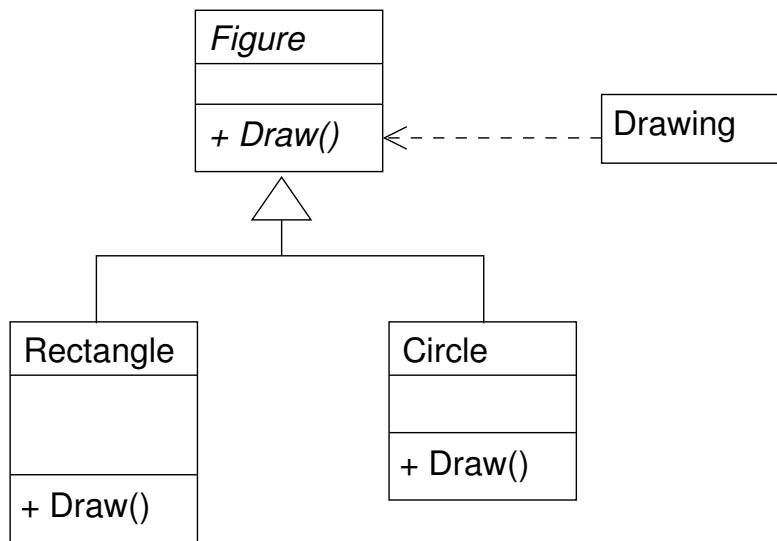 Figure
+ Draw()
Drawing
Rectangle
+ Draw()
Circle
+ Draw()